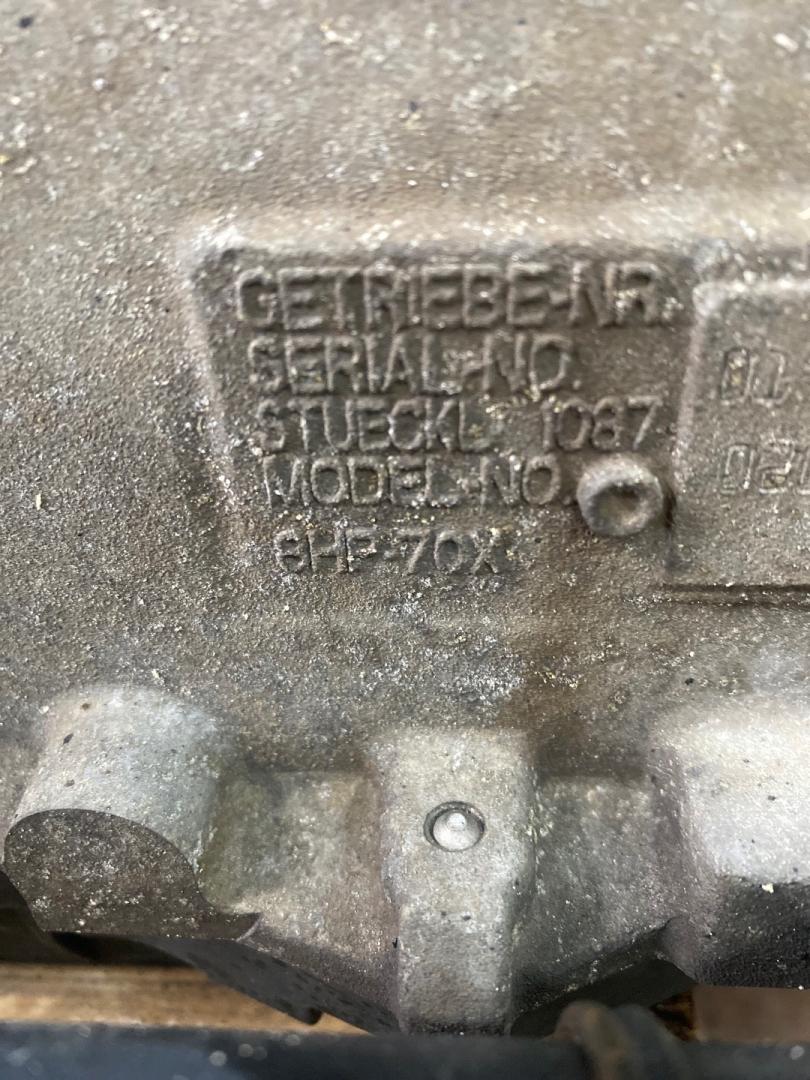 GETRIEBE-NR.
SERIAL-NO.
STUECKL. 1087
MODEL-NO.
8HP-70X